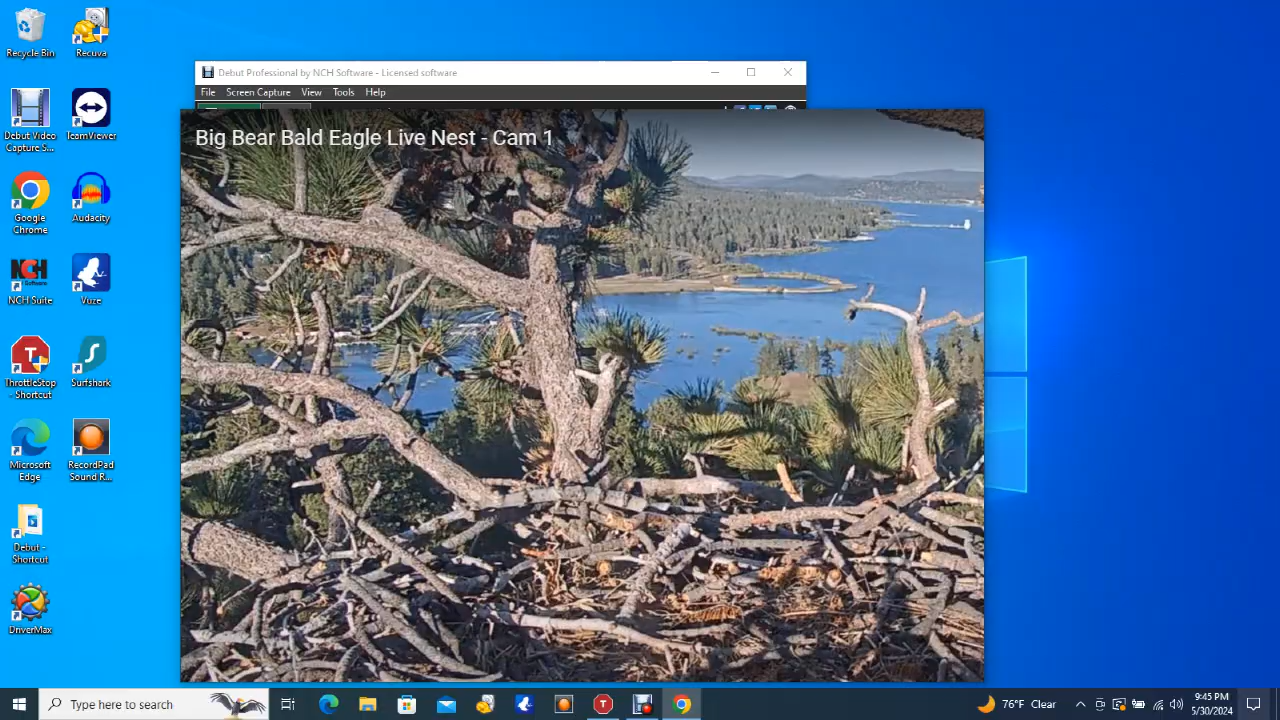 Recycle Bin
Recuva
Debut Video
Capture S...
TeamViewer
Google
Chrome
Audacity
NCH
Software
NCH Suite
Vuze
ThrottleStop
- Shortcut
Surfshark
Microsoft
Edge
RecordPad
Sound R...
Debut -
Shortcut
DriverMax
Debut Professional by NCH Software - Licensed software
File Screen Capture View Tools Help
Big Bear Bald Eagle Live Nest - Cam 1
Type here to search
76°F Clear
9:45 PM
5/30/2024